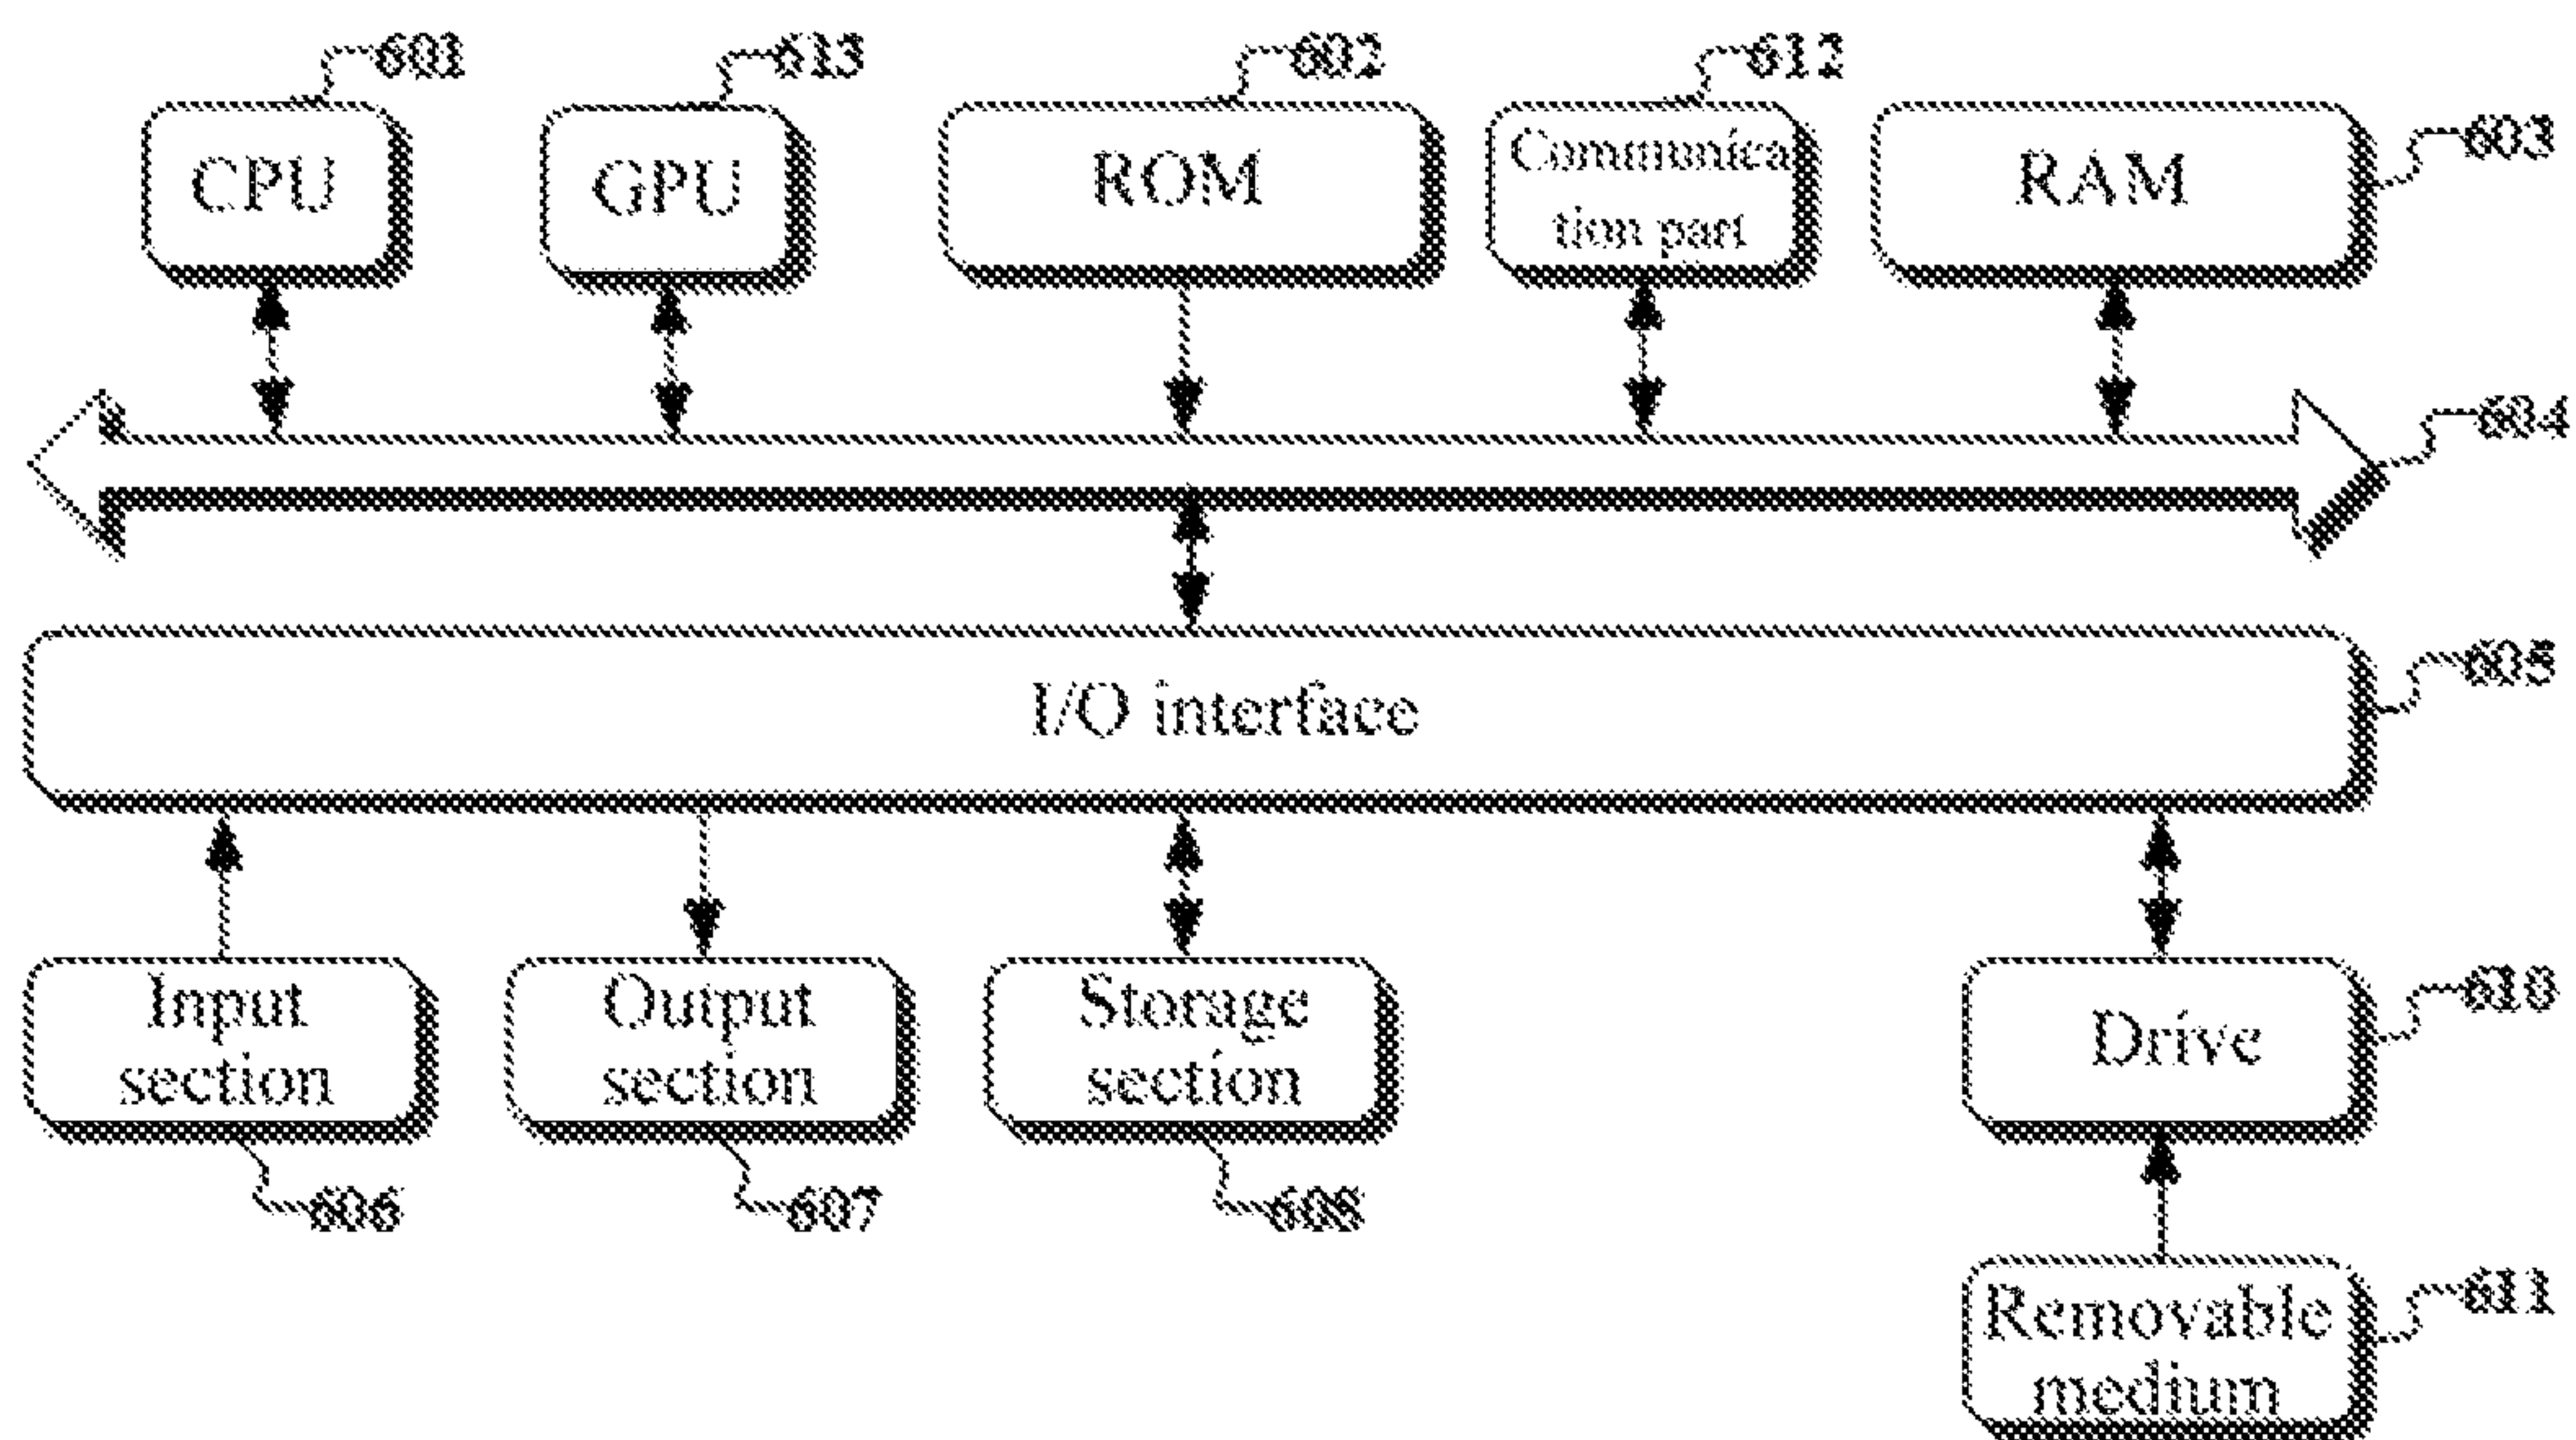 601
613
602
612
CPU
GPU
ROM
Communica
tion part
RAM
603
604
I/O interface
605
Input
section
Output
section
Storage
section
Drive
610
606
607
608
Removable
medium
611